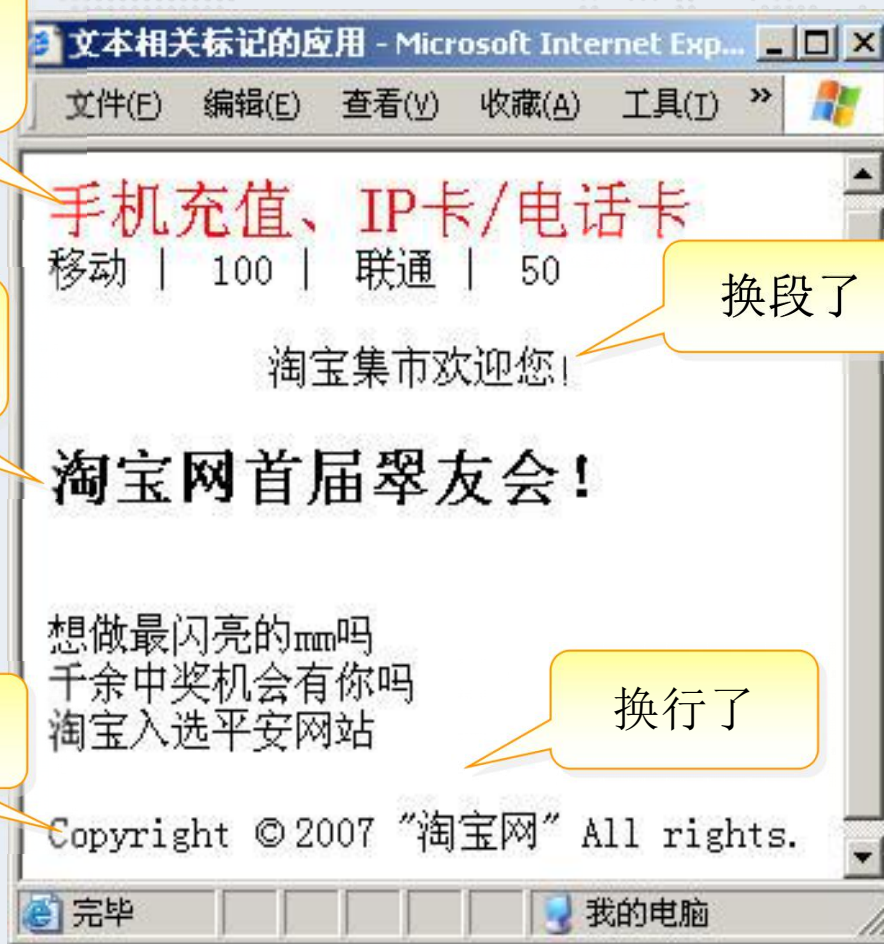 文本相关标记的应用 - Microsoft Internet Exp...
文件(F) 编辑(E) 查看(V) 收藏(A) 工具(T) »
手机充值、IP卡/电话卡
移动 | 100 | 联通 | 50
换段了
淘宝集市欢迎您!
淘宝网首届翠友会!
想做最闪亮的mm吗
千余中奖机会有你吗
淘宝入选平安网站
换行了
Copyright ©2007 "淘宝网" All rights.
完毕 我的电脑